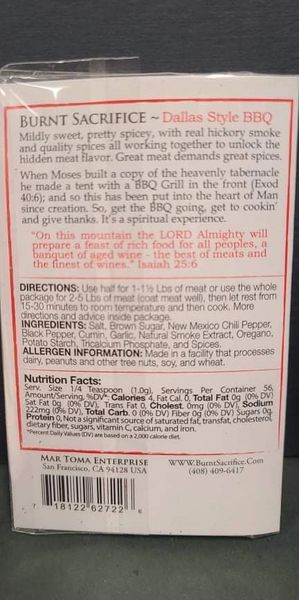 BURNT SACRIFICE ~ Dallas Style BBQ
Mildly sweet, pretty spicey, with real hickory smoke
and quality spices all working together to unlock the
hidden meat flavor. Great meat demands great spices.
When Moses built a copy of the heavenly tabernacle
he made a tent with a BBQ Grill in the front (Exod
40:6); and so this has been put into the heart of Man
since creation. So, get the BBQ going, get to cookin'
and give thanks. It's a spiritual experience.
"On this mountain the LORD Almighty will
prepare a feast of rich food for all peoples, a
banquet of aged wine - the best of meats and
the finest of wines." Isaiah 25:6
DIRECTIONS: Use half for 1-1½ Lbs of meat or use the whole
package for 2-5 Lbs of meat (coat meat well), then let rest from
15-30 minutes to room temperature and then cook. More
directions and advice inside package.
INGREDIENTS: Salt, Brown Sugar, New Mexico Chili Pepper,
Black Pepper, Cumin, Garlic, Natural Smoke Extract, Oregano,
Potato Starch, Tricalcium Phosphate, and Spices.
ALLERGEN INFORMATION: Made in a facility that processes
dairy, peanuts and other tree nuts, soy, and wheat.
Nutrition Facts:
Serv. Size 1/4 Teaspoon (1.0g), Servings Per Container 56,
Amount/Serving, %DV*: Calories 4, Fat Cal. 0, Total Fat 0g (0% DV)
Sat Fat 0g (0% DV), Trans Fat 0, Cholest. 0mg (0% DV), Sodium
222mg (0% DV), Total Carb. 0 (0% DV) Fiber 0g (0% DV) Sugars 0g,
Protein 0, Not a significant source of saturated fat, transfat, cholesterol,
dietary fiber, sugars, vitamin C, calcium, and iron.
*Percent Daily Values (DV) are based on a 2,000 calorie diet.
MAR TOMA ENTERPRISE
San Francisco, CA 94128 USA
WWW.BurntSacrifice.Com
(408) 409-6417
7 18122 62722 6